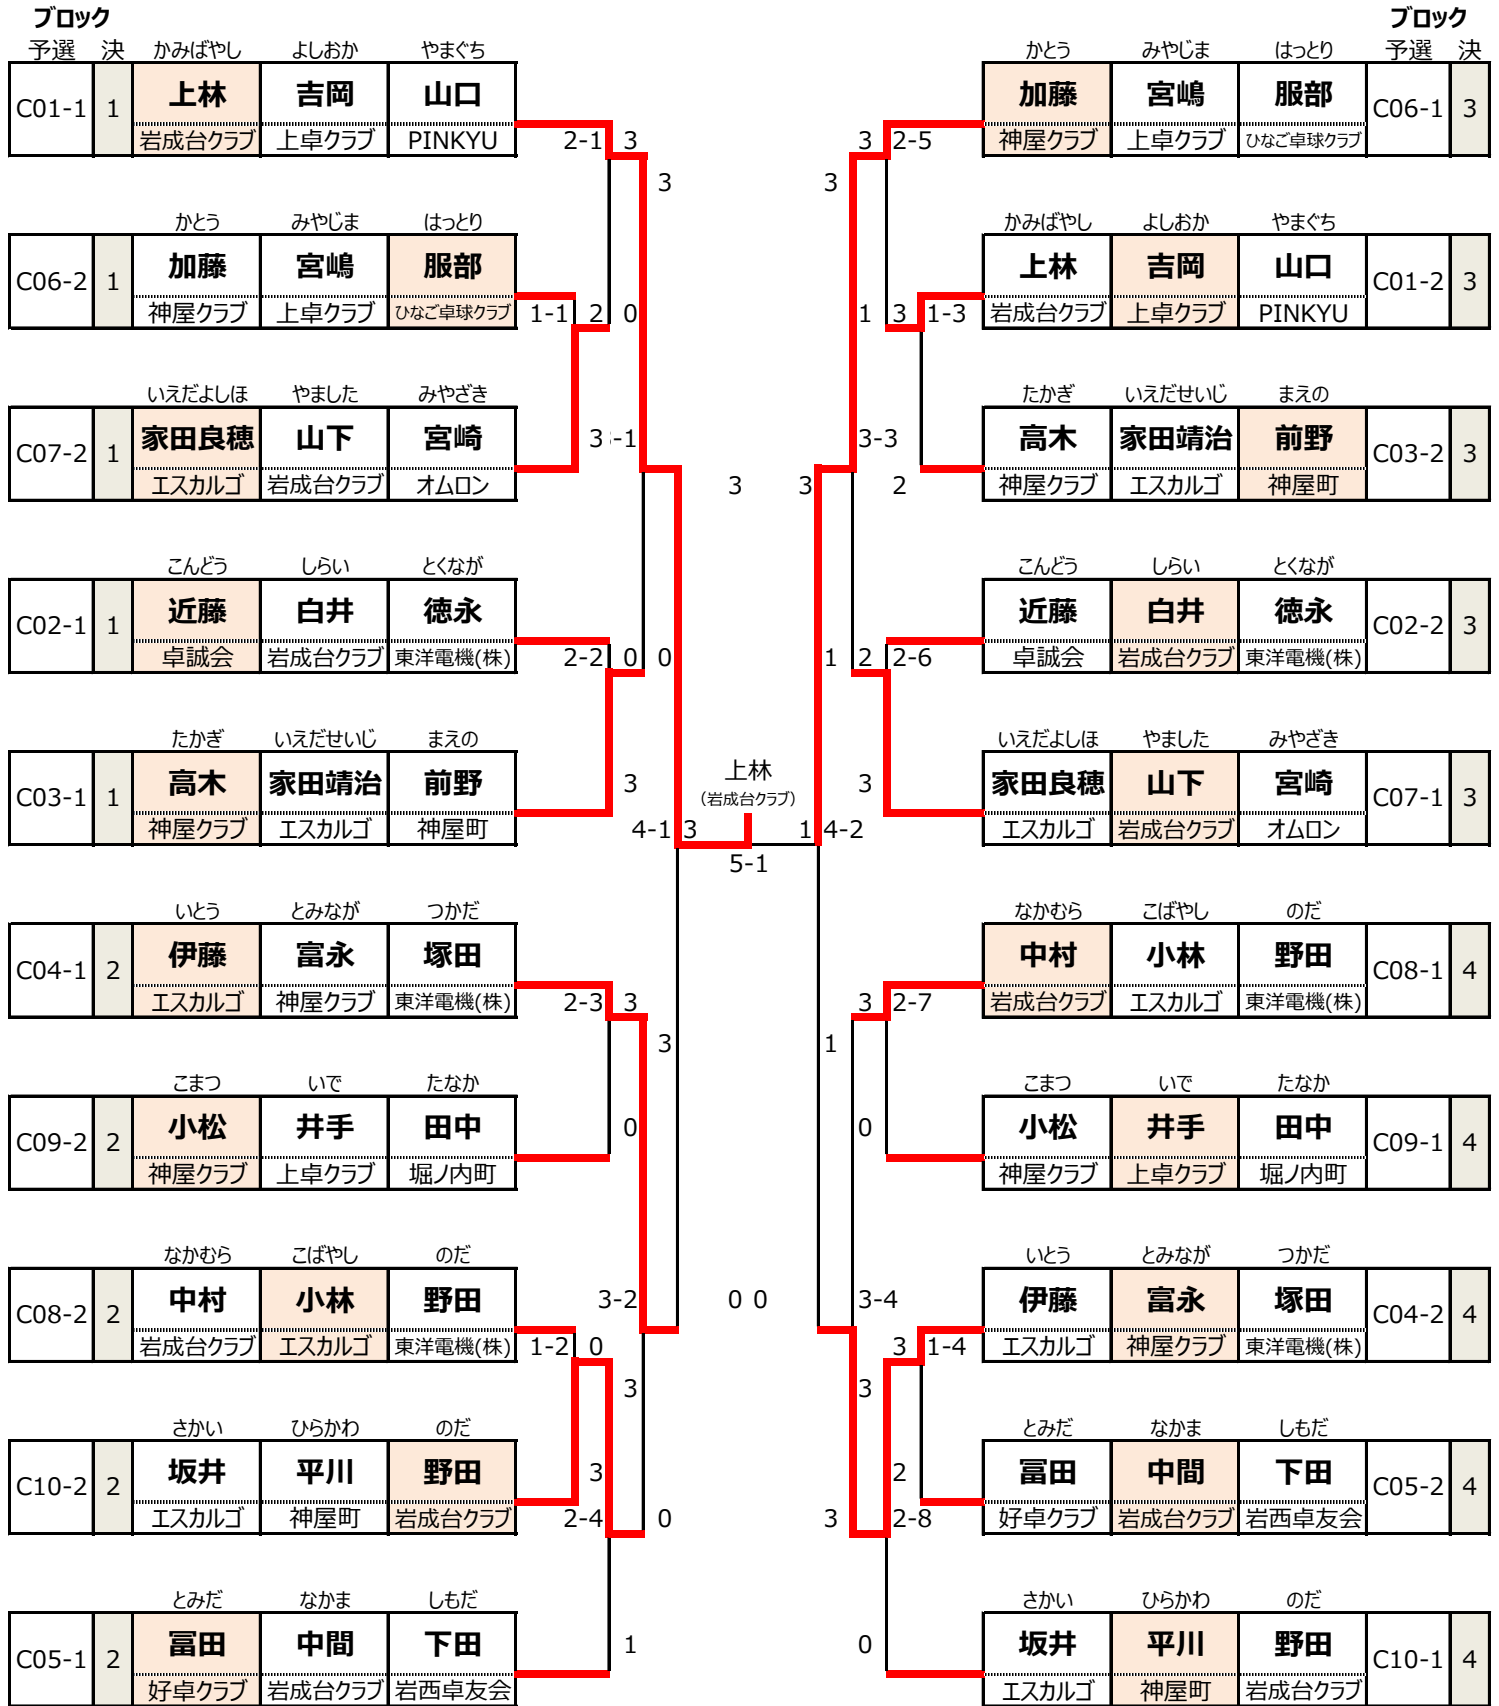 ブロック ブロック
予選 決 かみばやし よしおか やまぐち かとう みやじま はっとり 予選 決
C01-1 1 上林 吉岡 山口 加藤 宮嶋 服部 C06-1 3
岩成台クラブ 上卓クラブ PINKYU 2-1 3 3 2-5 神屋クラブ 上卓クラブ ひなご卓球クラブ
3 3
かとう みやじま はっとり かみばやし よしおか やまぐち
C06-2 1 加藤 宮嶋 服部 上林 吉岡 山口 C01-2 3
神屋クラブ 上卓クラブ ひなご卓球クラブ 1-1 2 0 1 3 1-3 岩成台クラブ 上卓クラブ PINKYU
いえだよしほ やました みやざき たかぎ いえだせいじ まえの
C07-2 1 家田良穂 山下 宮崎 3 3-1 3-3 高木 家田靖治 前野 C03-2 3
エスカルゴ 岩成台クラブ オムロン 3 3 2 神屋クラブ エスカルゴ 神屋町
こんどう しらい とくなが こんどう しらい とくなが
C02-1 1 近藤 白井 徳永 近藤 白井 徳永 C02-2 3
卓誠会 岩成台クラブ 東洋電機(株) 2-2 0 0 1 2 2-6 卓誠会 岩成台クラブ 東洋電機(株)
たかぎ いえだせいじ まえの いえだよしほ やました みやざき
C03-1 1 高木 家田靖治 前野 3 上林 3 家田良穂 山下 宮崎 C07-1 3
(岩成台クラブ)
神屋クラブ エスカルゴ 神屋町 4-1 3 1 4-2 エスカルゴ 岩成台クラブ オムロン
5-1
いとう とみなが つかだ なかむら こばやし のだ
C04-1 2 伊藤 富永 塚田 中村 小林 野田 C08-1 4
エスカルゴ 神屋クラブ 東洋電機(株) 2-3 3 3 2-7 岩成台クラブ エスカルゴ 東洋電機(株)
3 1
こまつ いで たなか こまつ いで たなか
C09-2 2 小松 井手 田中 0 0 小松 井手 田中 C09-1 4
神屋クラブ 上卓クラブ 堀ノ内町 神屋クラブ 上卓クラブ 堀ノ内町
なかむら こばやし のだ いとう とみなが つかだ
C08-2 2 中村 小林 野田 3-2 0 0 3-4 伊藤 富永 塚田 C04-2 4
岩成台クラブ エスカルゴ 東洋電機(株) 1-2 0 3 1-4 エスカルゴ 神屋クラブ 東洋電機(株)
3 3
さかい ひらかわ のだ とみだ なかま しもだ
C10-2 2 坂井 平川 野田 3 2 冨田 中間 下田 C05-2 4
エスカルゴ 神屋町 岩成台クラブ 2-4 0 3 2-8 好卓クラブ 岩成台クラブ 岩西卓友会
とみだ なかま しもだ さかい ひらかわ のだ
C05-1 2 冨田 中間 下田 1 0 坂井 平川 野田 C10-1 4
好卓クラブ 岩成台クラブ 岩西卓友会 エスカルゴ 神屋町 岩成台クラブ